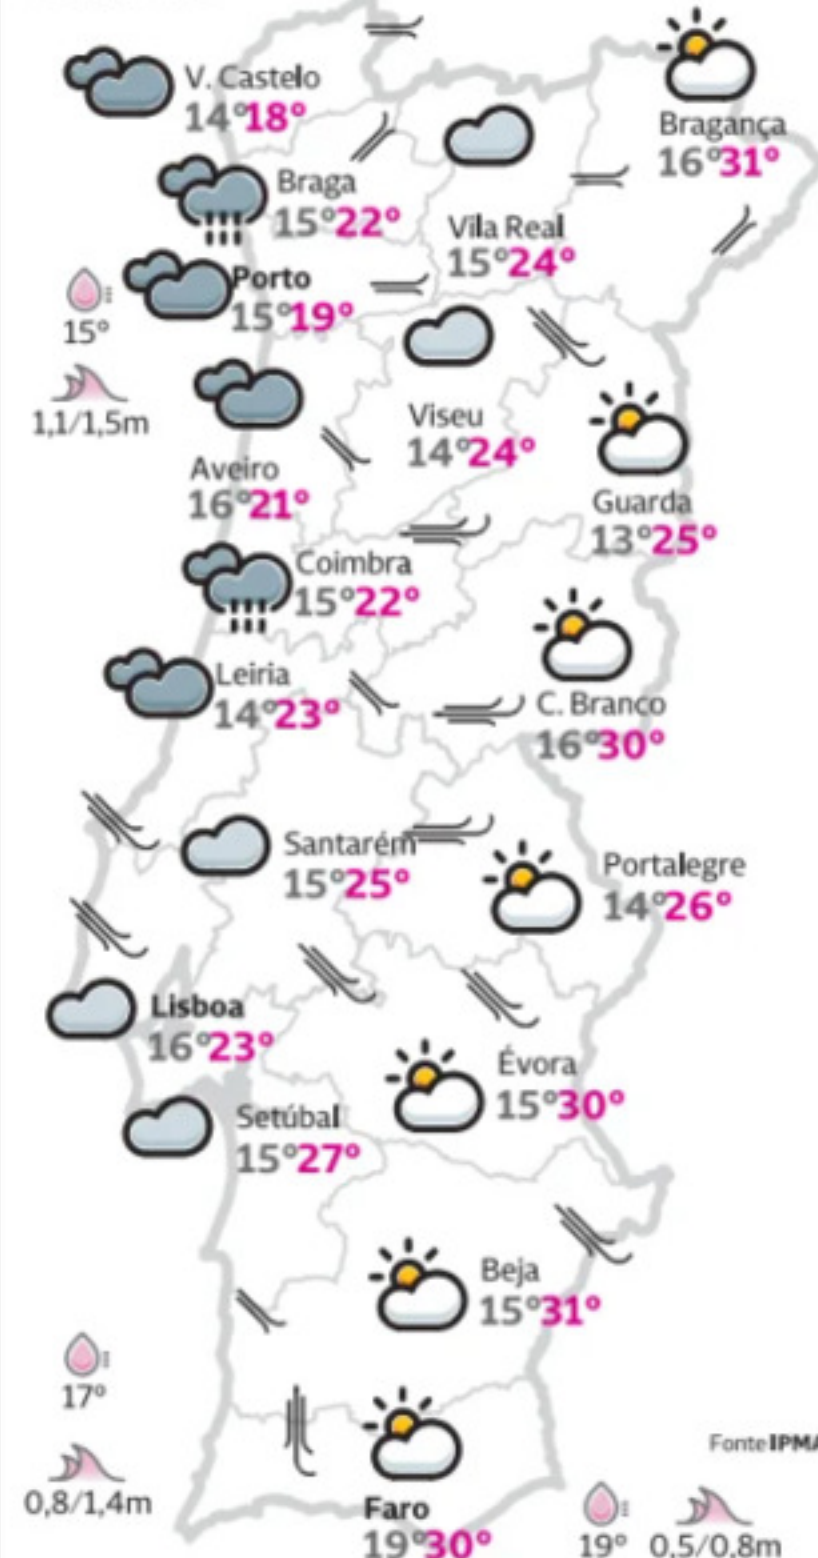 V. Castelo
14° 18°
Bragança
16° 31°
Braga
15° 22°
Vila Real
15° 24°
Porto
15° 19°
15°
1,1/1,5m
Viseu
14° 24°
Aveiro
16° 21°
Guarda
13° 25°
Coimbra
15° 22°
Leiria
14° 23°
C. Branco
16° 30°
Santarém
15° 25°
Portalegre
14° 26°
Lisboa
16° 23°
Évora
15° 30°
Setúbal
15° 27°
Beja
15° 31°
17°
0,8/1,4m
Fonte IPMA
Faro
19° 30°
19°
0,5/0,8m